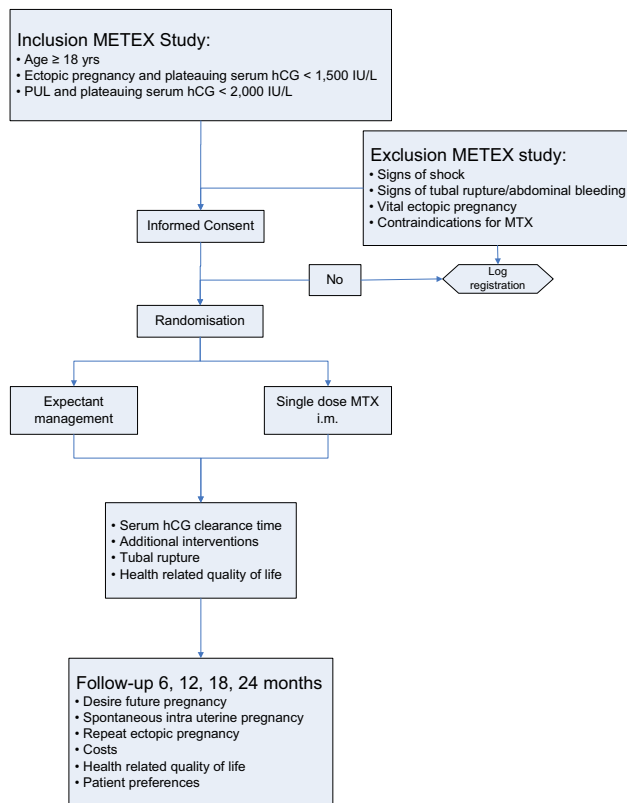 Inclusion METEX Study:
• Age ≥ 18 yrs
• Ectopic pregnancy and plateauing serum hCG < 1,500 IU/L
• PUL and plateauing serum hCG < 2,000 IU/L
Exclusion METEX study:
• Signs of shock
• Signs of tubal rupture/abdominal bleeding
• Vital ectopic pregnancy
• Contraindications for MTX
Informed Consent
No
Log
registration
Randomisation
Expectant
management
Single dose MTX
i.m.
• Serum hCG clearance time
• Additional interventions
• Tubal rupture
• Health related quality of life
Follow-up 6, 12, 18, 24 months
• Desire future pregnancy
• Spontaneous intra uterine pregnancy
• Repeat ectopic pregnancy
• Costs
• Health related quality of life
• Patient preferences